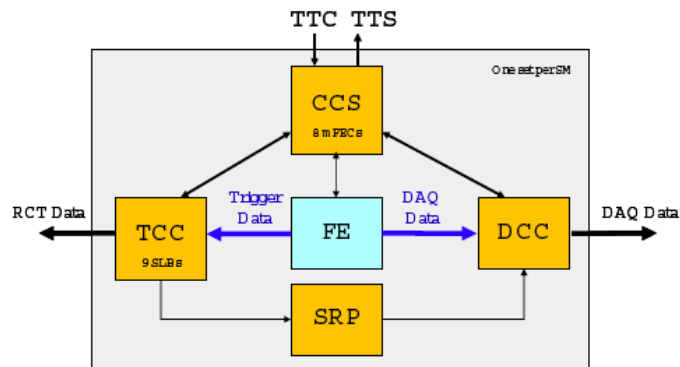 TTC TTS
One set per SM
CCS
8 mFECs
Trigger
Data
DAQ
Data
RCT Data
DAQ Data
TCC
9 SLBs
FE
DCC
SRP